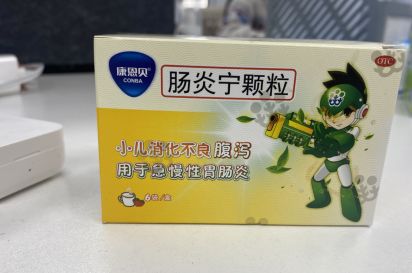 康恩贝
CONBA
肠炎宁颗粒
OTC
小儿消化不良 腹泻
用于急慢性胃肠炎
6袋/盒